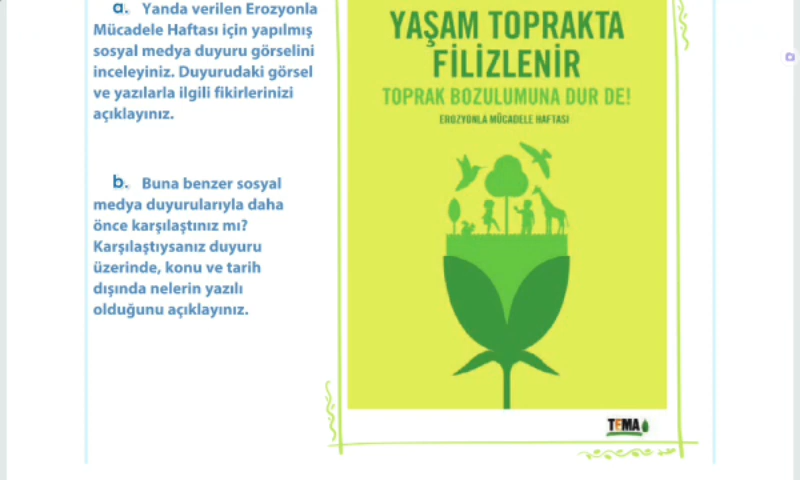 a. Yanda verilen Erozyonla
Mücadele Haftası için yapılmış
sosyal medya duyuru görselini
inceleyiniz. Duyurudaki görsel
ve yazılarla ilgili fikirlerinizi
açıklayınız.
b. Buna benzer sosyal
medya duyurularıyla daha
önce karşılaştınız mı?
Karşılaştıysanız duyuru
üzerinde, konu ve tarih
dışında nelerin yazılı
olduğunu açıklayınız.
YAŞAM TOPRAKTA
FİLİZLENİR
TOPRAK BOZULUMUNA DUR DE!
EROZYONLA MÜCADELE HAFTASI
TEMA